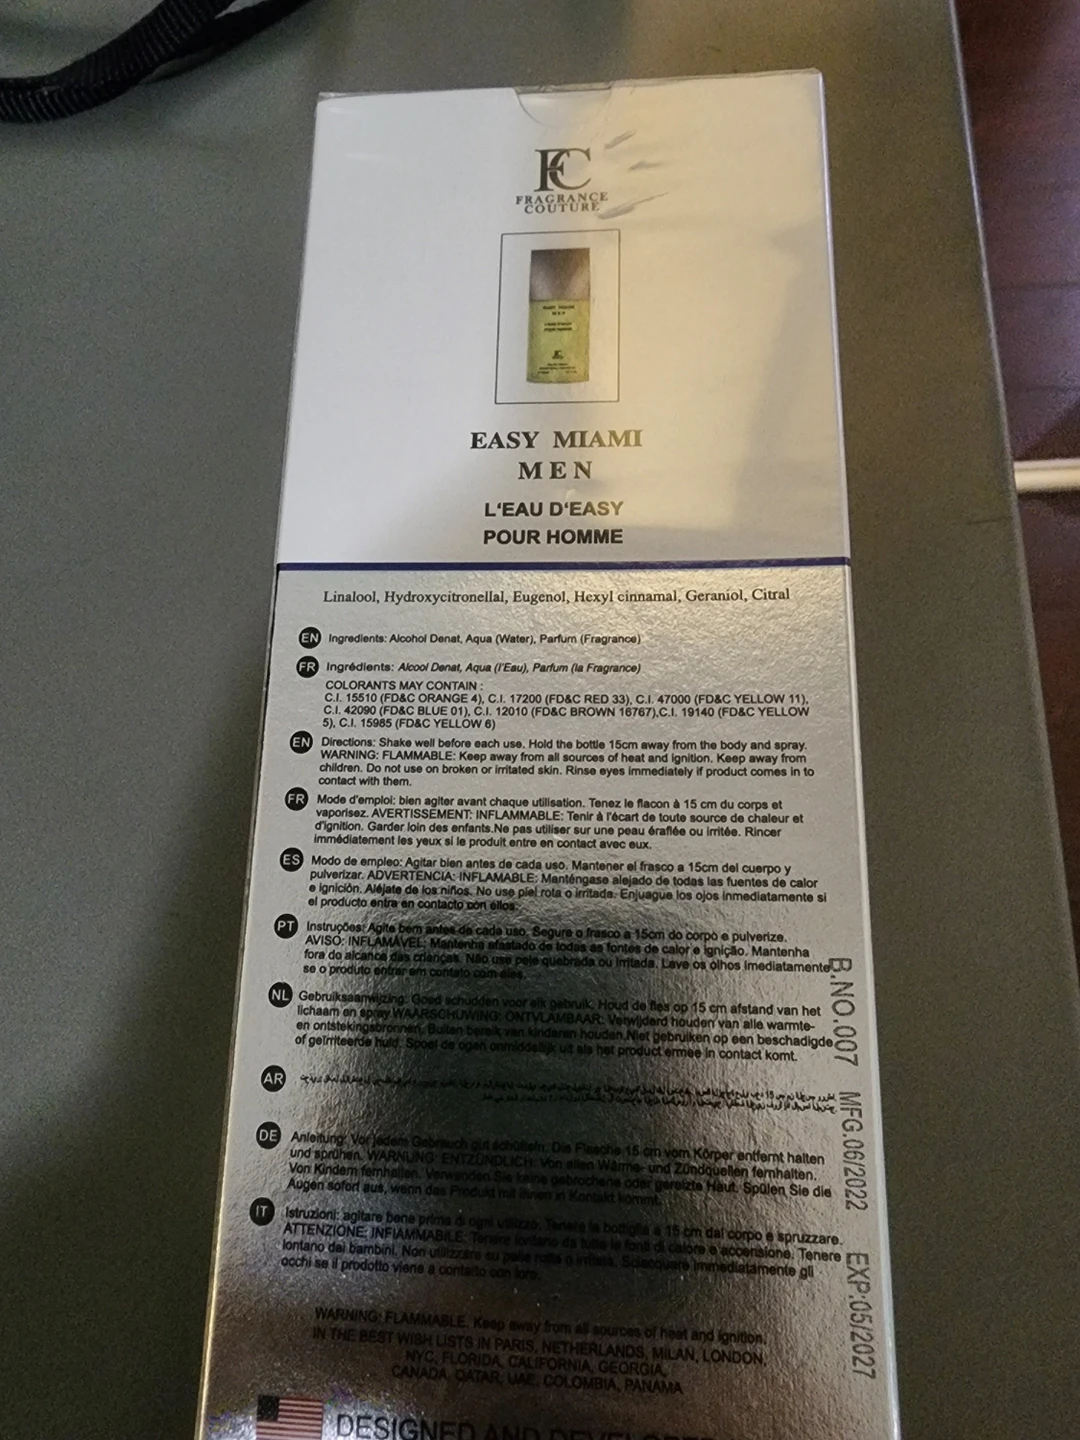 FC
FRAGRANCE
COUTURE
EASY MIAMI
MEN
L'EAU D'EASY
POUR HOMME
EASY MIAMI
MEN
L'EAU D'EASY
POUR HOMME
Linalool, Hydroxycitronellal, Eugenol, Hexyl cinnamal, Geraniol, Citral
EN Ingredients: Alcohol Denat, Aqua (Water), Parfum (Fragrance)
FR Ingrédients: Alcool Denat, Aqua (l'Eau), Parfum (la Fragrance)
COLORANTS MAY CONTAIN :
C.I. 15510 (FD&C ORANGE 4), C.I. 17200 (FD&C RED 33), C.I. 47000 (FD&C YELLOW 11),
C.I. 42090 (FD&C BLUE 01), C.I. 12010 (FD&C BROWN 16767),C.I. 19140 (FD&C YELLOW
5), C.I. 15985 (FD&C YELLOW 6)
EN Directions: Shake well before each use. Hold the bottle 15cm away from the body and spray.
WARNING: FLAMMABLE: Keep away from all sources of heat and ignition. Keep away from
children. Do not use on broken or irritated skin. Rinse eyes immediately if product comes in to
contact with them.
FR Mode d'emploi: bien agiter avant chaque utilisation. Tenez le flacon à 15 cm du corps et
vaporisez. AVERTISSEMENT: INFLAMMABLE: Tenir à l'écart de toute source de chaleur et
d'ignition. Garder loin des enfants.Ne pas utiliser sur une peau éraflée ou irritée. Rincer
immédiatement les yeux si le produit entre en contact avec eux.
ES Modo de empleo: Agitar bien antes de cada uso. Mantener el frasco a 15cm del cuerpo y
pulverizar. ADVERTENCIA: INFLAMABLE: Manténgase alejado de todas las fuentes de calor
e ignición. Aléjate de los niños. No use piel rota o irritada. Enjuague los ojos inmediatamente si
el producto entra en contacto con ellos.
PT Instruções: Agite bem antes de cada uso. Segure o frasco a 15cm do corpo e pulverize.
AVISO: INFLAMÁVEL: Mantenha afastado de todas as fontes de calor e ignição. Mantenha
fora do alcance das crianças. Não use pele quebrada ou irritada. Lave os olhos imediatamente
se o produto entrar em contato com eles.
NL Gebruiksaanwijzing: Goed schudden voor elk gebruik. Houd de fles op 15 cm afstand van het
lichaam en spray WAARSCHUWING: ONTVLAMBAAR: Verwijderd houden van alle warmte-
en ontstekingsbronnen. Buiten bereik van kinderen houden.Niet gebruiken op een beschadigde
of geïrriteerde huid. Spoel de ogen onmiddellijk uit als het product ermee in contact komt.
AR
DE Anleitung: Vor jedem Gebrauch gut schütteln. Die Flasche 15 cm vom Körper entfernt halten
und sprühen. WARNUNG: ENTZÜNDLICH: Von allen Wärme- und Zündquellen fernhalten.
Von Kindern fernhalten. Verwenden Sie keine gebrochene oder gereizte Haut. Spülen Sie die
Augen sofort aus, wenn das Produkt mit ihnen in Kontakt kommt.
IT Istruzioni: agitare bene prima di ogni utilizzo. Tenere la bottiglia a 15 cm dal corpo e spruzzare.
ATTENZIONE: INFIAMMABILE: Tenere lontano da tutte le fonti di calore e accensione. Tenere
lontano dai bambini. Non utilizzare su pelle rotta o irritata. Sciacquare immediatamente gli
occhi se il prodotto viene a contatto con loro.
B.NO.007 MFG.06/2022 EXP:05/2027
WARNING: FLAMMABLE. Keep away from all sources of heat and ignition.
IN THE BEST WISH LISTS IN PARIS, NETHERLANDS, MILAN, LONDON,
NYC, FLORIDA, CALIFORNIA, GEORGIA,
CANADA, QATAR, UAE, COLOMBIA, PANAMA
DESIGNED AND DEVELOPED